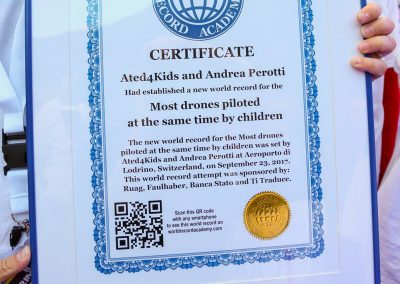 RECORD ACADEMY
CERTIFICATE
Ated4Kids and Andrea Perotti
Had established a new world record for the
Most drones piloted
at the same time by children
The new world record for the Most drones
piloted at the same time by children was set by
Ated4Kids and Andrea Perotti at Aeroporto di
Lodrino, Switzerland, on September 23, 2017.
This world record attempt was sponsored by:
Ruag, Faulhaber, Banca Stato and Ti Traduce.
Scan this QR code
with any smartphone
to see this world record on
worldrecordacademy.com